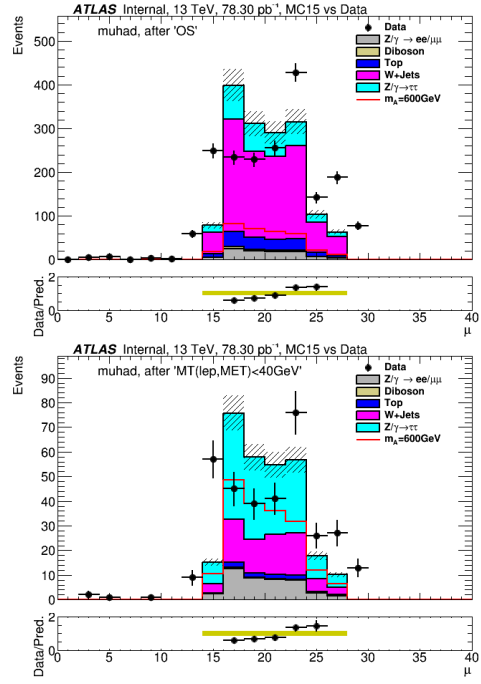 ATLAS Internal, 13 TeV, 78.30 pb⁻¹, MC15 vs Data
Events
muhad, after 'OS'
Data
Z/γ → ee/μμ
Diboson
Top
W+Jets
Z/γ→ττ
m_A=600GeV
500
400
300
200
100
0
Data/Pred.
2
0
0 5 10 15 20 25 30 35 40
μ
ATLAS Internal, 13 TeV, 78.30 pb⁻¹, MC15 vs Data
Events
muhad, after 'MT(lep,MET)<40GeV'
Data
Z/γ → ee/μμ
Diboson
Top
W+Jets
Z/γ→ττ
m_A=600GeV
90
80
70
60
50
40
30
20
10
0
Data/Pred.
2
0
0 5 10 15 20 25 30 35 40
μ